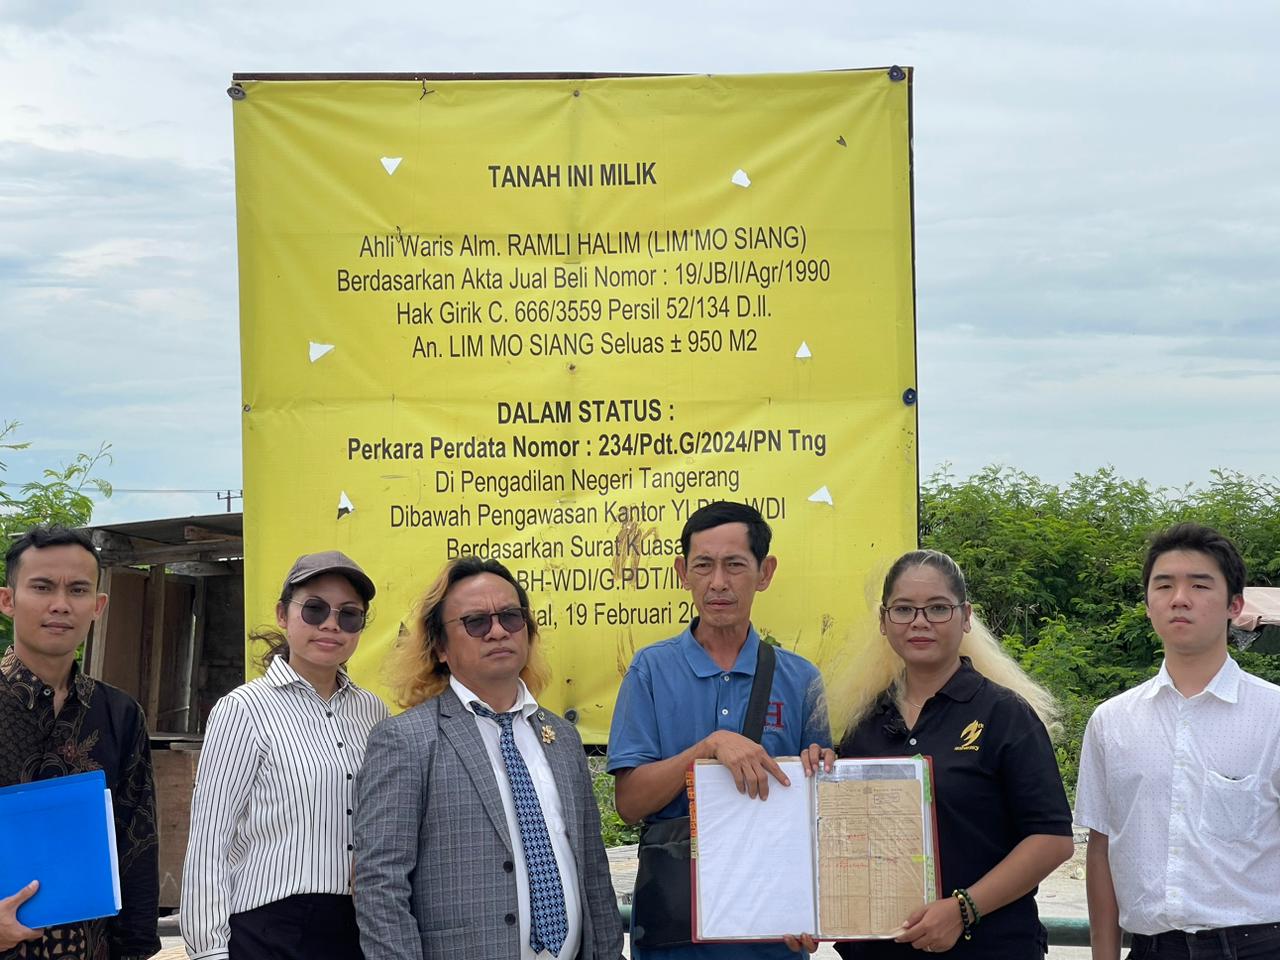 TANAH INI MILIK
Ahli Waris Alm. RAMLI HALIM (LIM'MO SIANG)
Berdasarkan Akta Jual Beli Nomor : 19/JB/I/Agr/1990
Hak Girik C. 666/3559 Persil 52/134 D.II.
An. LIM MO SIANG Seluas ± 950 M2
DALAM STATUS :
Perkara Perdata Nomor : 234/Pdt.G/2024/PN Tng
Di Pengadilan Negeri Tangerang
Dibawah Pengawasan Kantor
Berdasarkan Surat
19 Februari